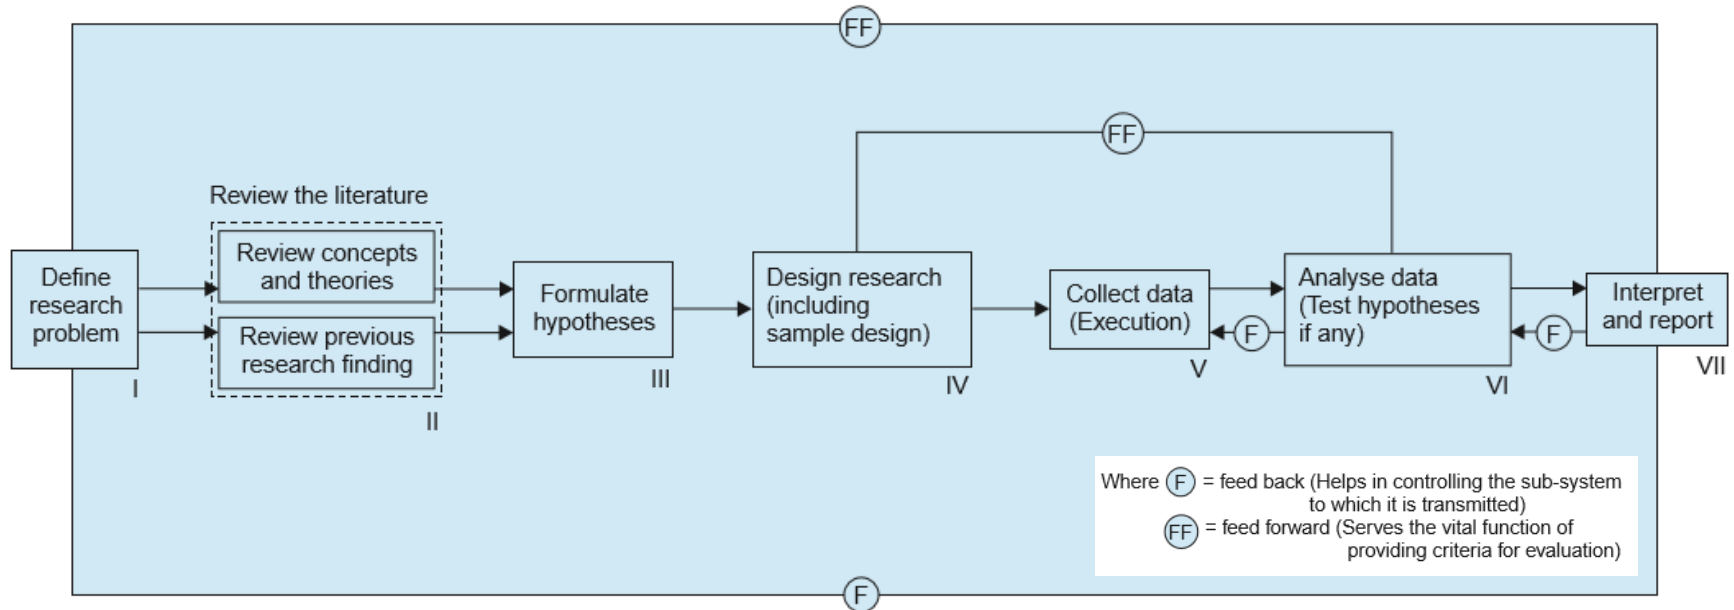 FF
FF
Review the literature
Review concepts
and theories
Review previous
research finding
Define
research
problem
I
II
Formulate
hypotheses
III
Design research
(including
sample design)
IV
Collect data
(Execution)
V
F
Analyse data
(Test hypotheses
if any)
VI
F
Interpret
and report
VII
Where F = feed back (Helps in controlling the sub-system
to which it is transmitted)
FF = feed forward (Serves the vital function of
providing criteria for evaluation)
F